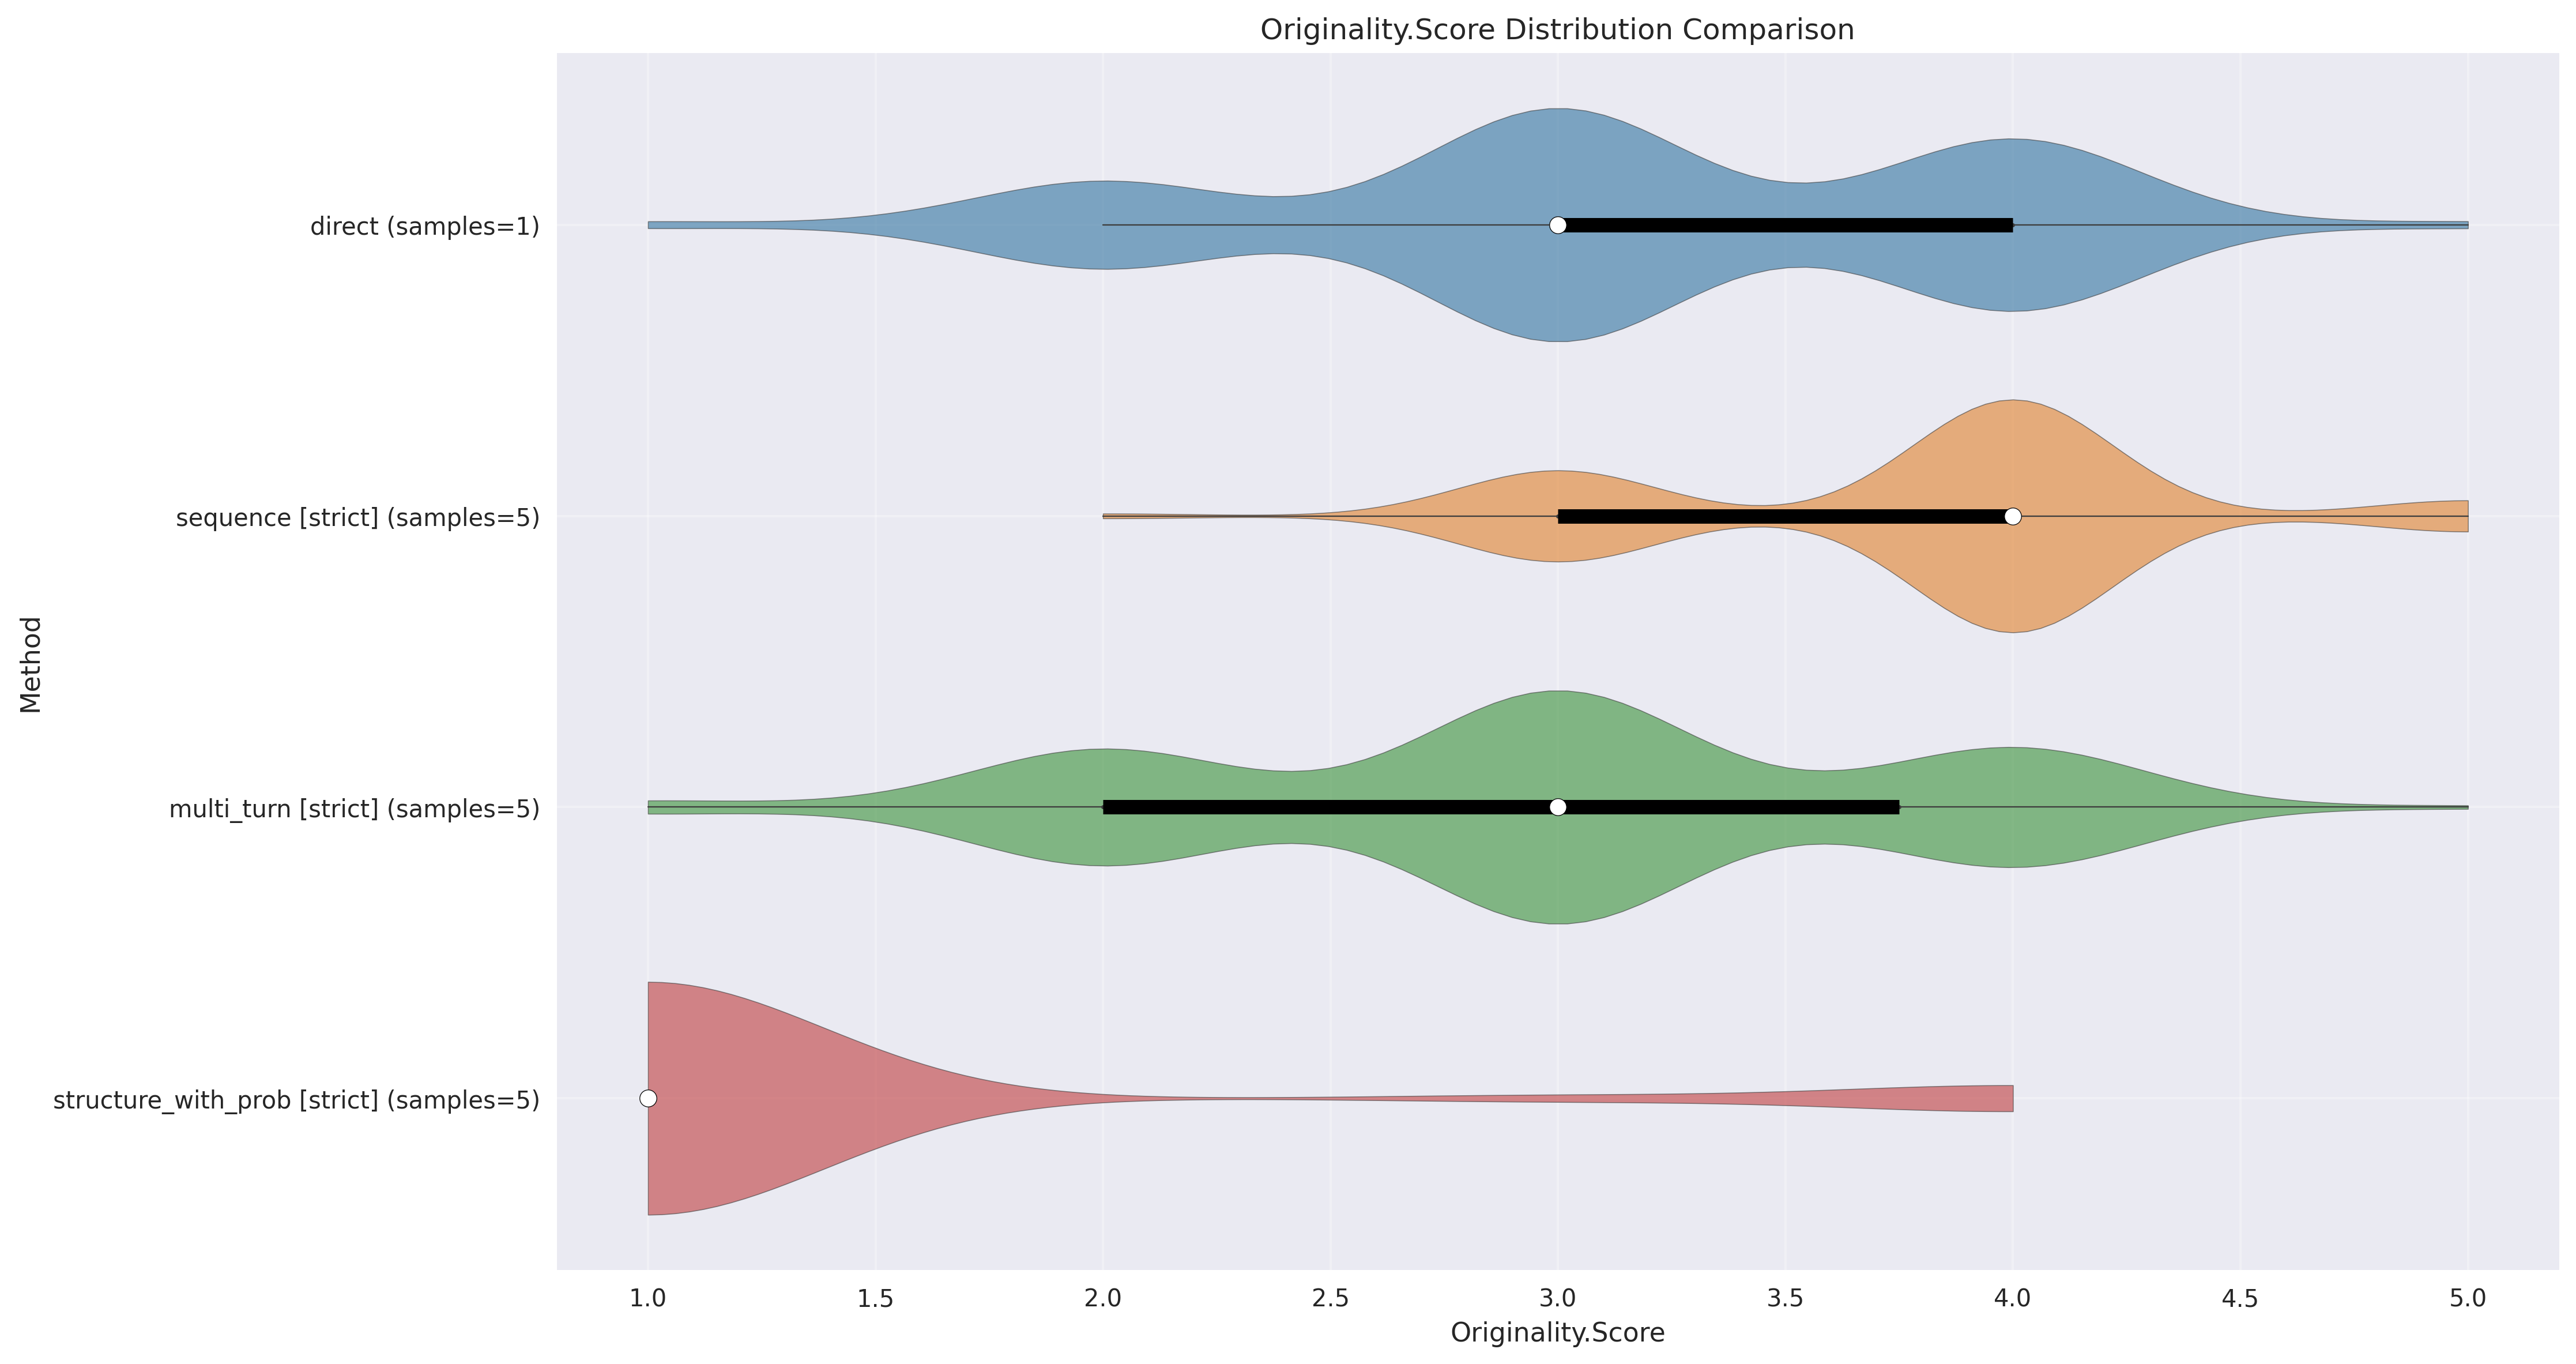 Originality.Score Distribution Comparison
Method
direct (samples=1)
sequence [strict] (samples=5)
multi_turn [strict] (samples=5)
structure_with_prob [strict] (samples=5)
1.0 1.5 2.0 2.5 3.0 3.5 4.0 4.5 5.0
Originality.Score